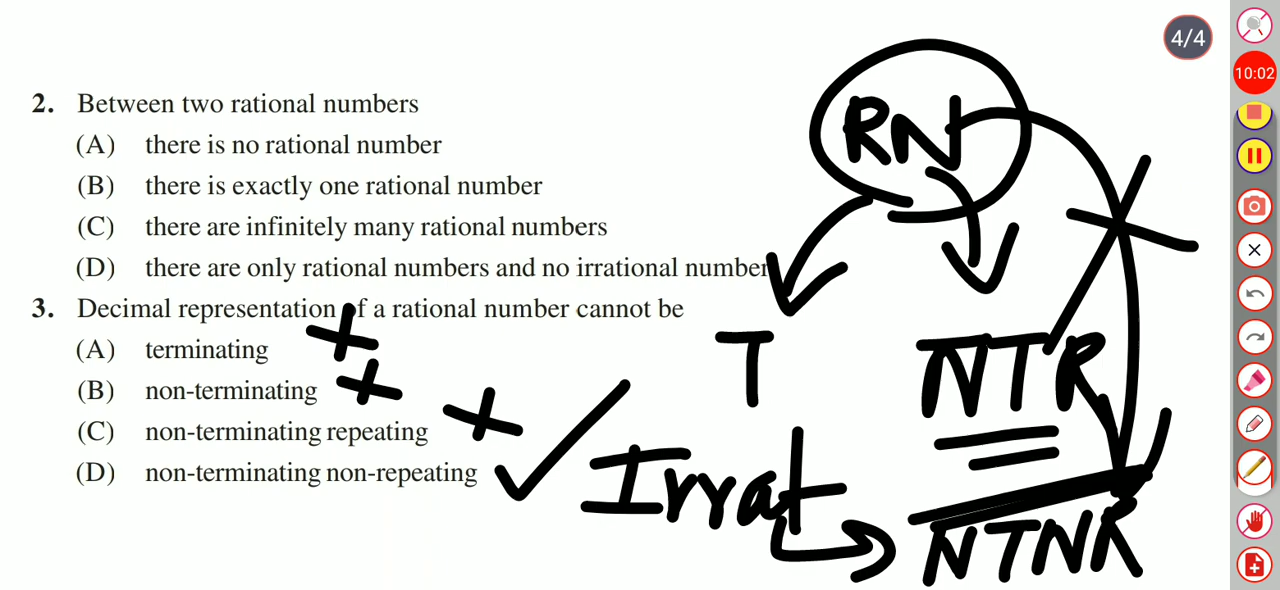 4/4
10:02
2. Between two rational numbers
(A) there is no rational number
(B) there is exactly one rational number
(C) there are infinitely many rational numbers
(D) there are only rational numbers and no irrational number
3. Decimal representation of a rational number cannot be
(A) terminating
(B) non-terminating
(C) non-terminating repeating
(D) non-terminating non-repeating
RN
T
NTR
Irrat
NTNR